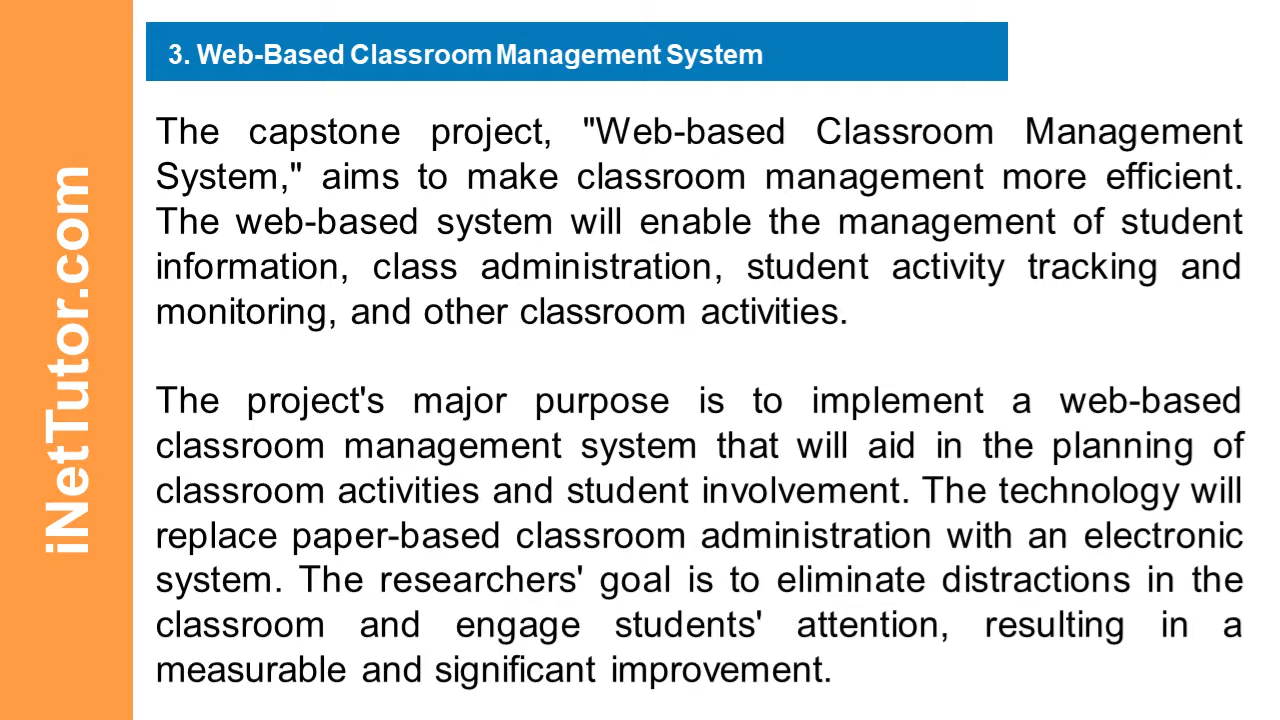 3. Web-Based Classroom Management System
The capstone project, "Web-based Classroom Management
System," aims to make classroom management more efficient.
The web-based system will enable the management of student
information, class administration, student activity tracking and
monitoring, and other classroom activities.
The project's major purpose is to implement a web-based
classroom management system that will aid in the planning of
classroom activities and student involvement. The technology will
replace paper-based classroom administration with an electronic
system. The researchers' goal is to eliminate distractions in the
classroom and engage students' attention, resulting in a
measurable and significant improvement.
iNetTutor.com